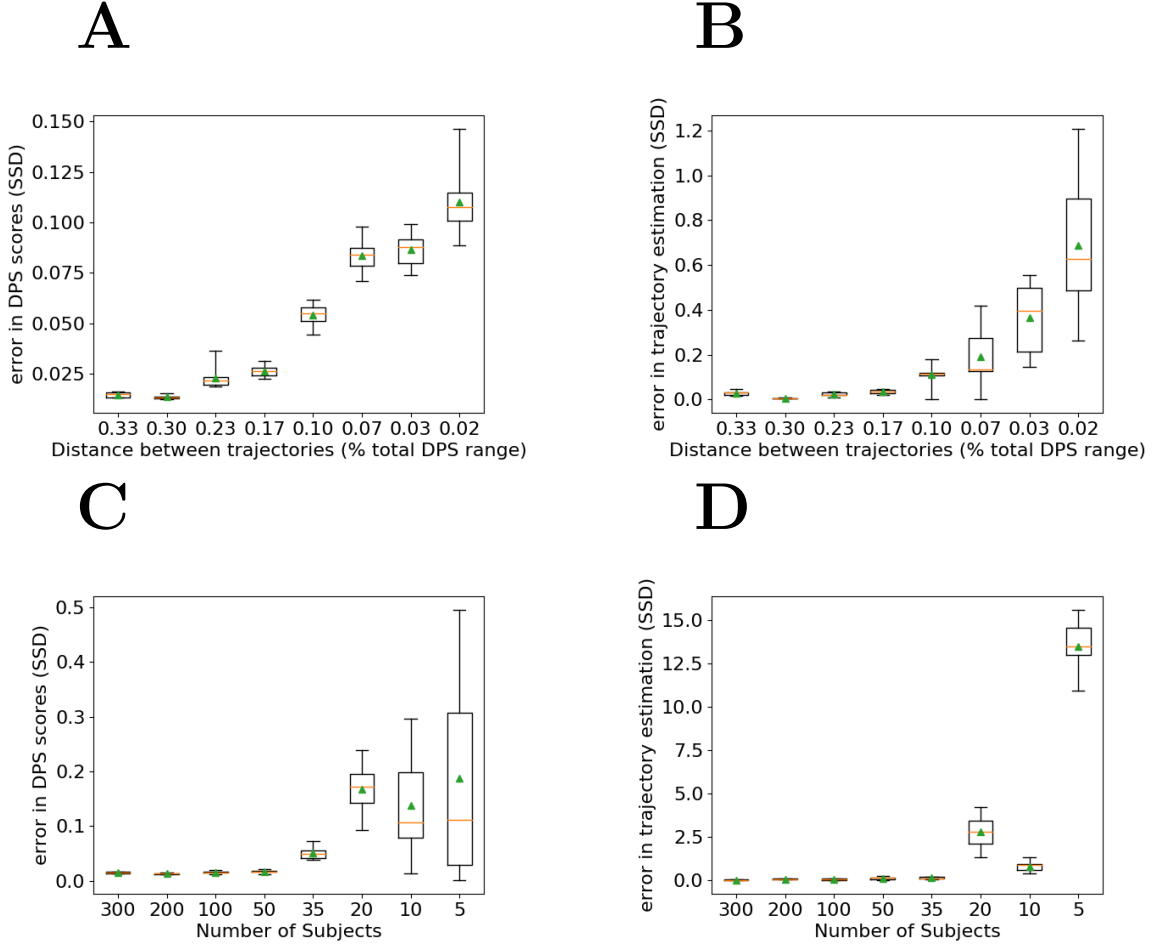 A
B
error in DPS scores (SSD)
0.150
0.125
0.100
0.075
0.050
0.025
0.33 0.30 0.23 0.17 0.10 0.07 0.03 0.02
Distance between trajectories (% total DPS range)
error in trajectory estimation (SSD)
1.2
1.0
0.8
0.6
0.4
0.2
0.0
0.33 0.30 0.23 0.17 0.10 0.07 0.03 0.02
Distance between trajectories (% total DPS range)
C
D
error in DPS scores (SSD)
0.5
0.4
0.3
0.2
0.1
0.0
300 200 100 50 35 20 10 5
Number of Subjects
error in trajectory estimation (SSD)
15.0
12.5
10.0
7.5
5.0
2.5
0.0
300 200 100 50 35 20 10 5
Number of Subjects